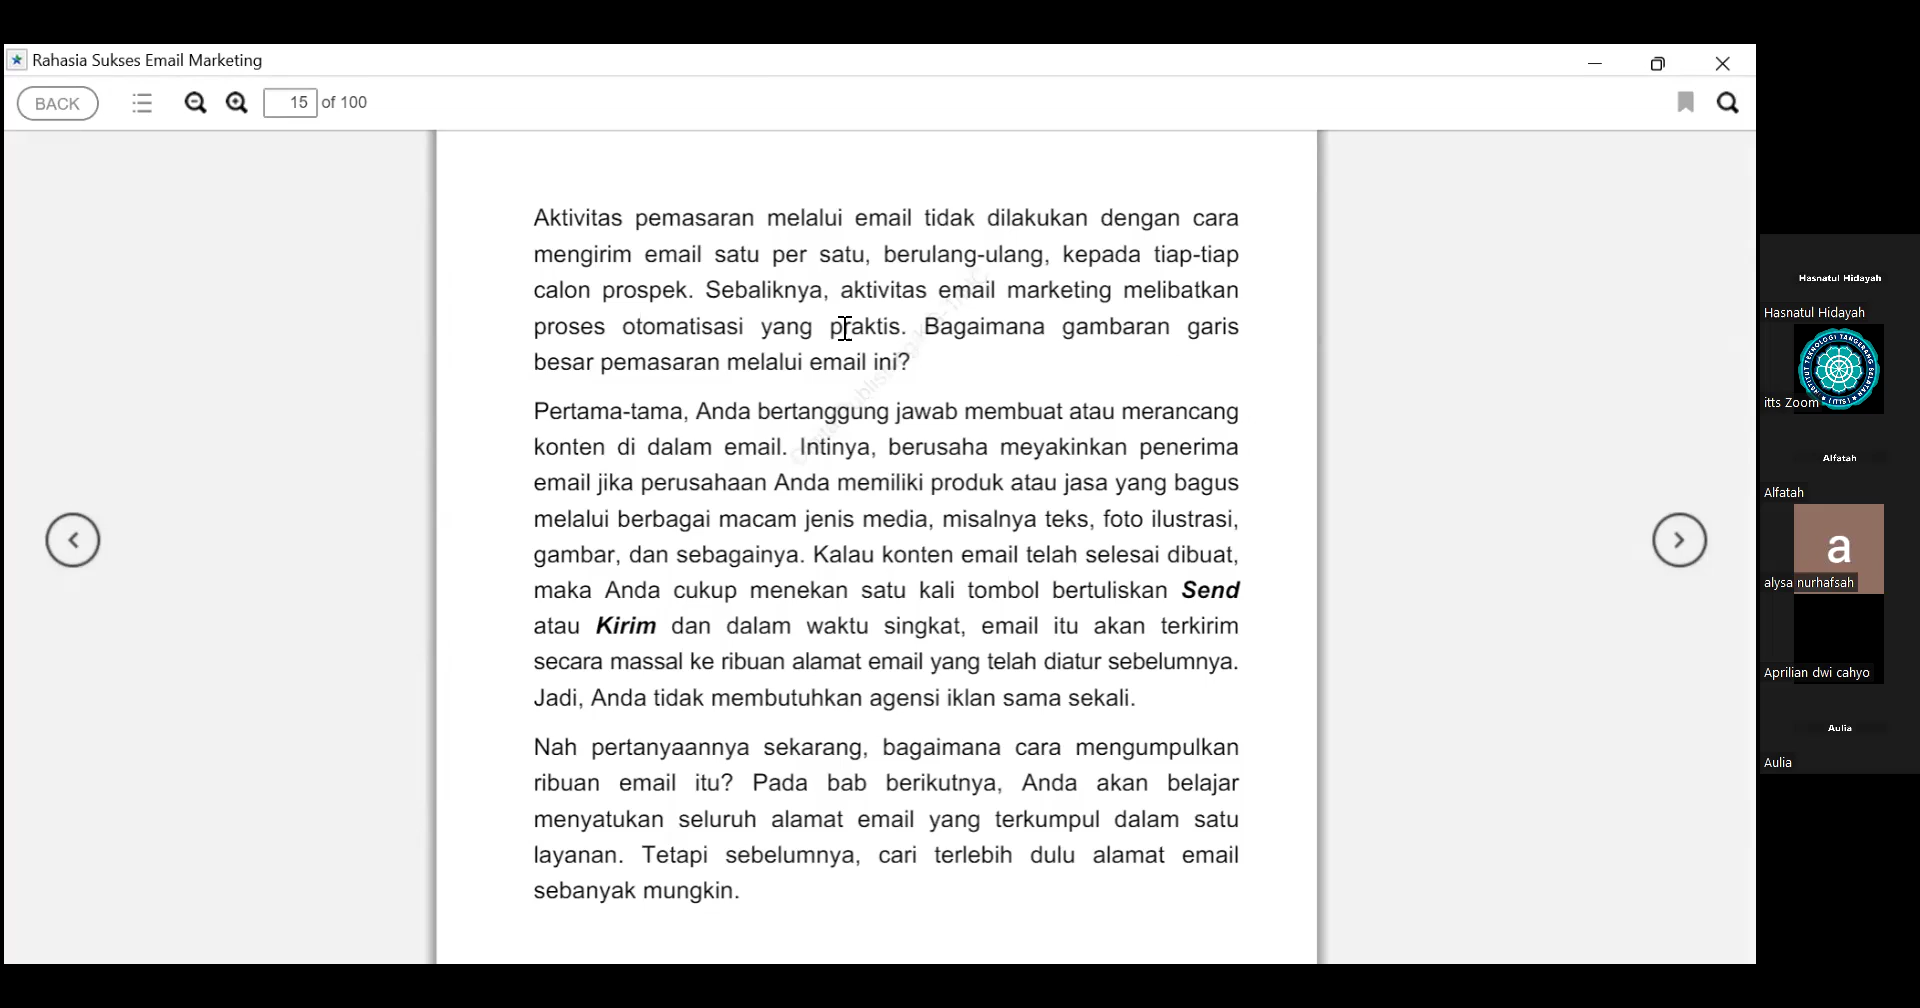 Rahasia Sukses Email Marketing
BACK
15 of 100
Aktivitas pemasaran melalui email tidak dilakukan dengan cara
mengirim email satu per satu, berulang-ulang, kepada tiap-tiap
calon prospek. Sebaliknya, aktivitas email marketing melibatkan
proses otomatisasi yang praktis. Bagaimana gambaran garis
besar pemasaran melalui email ini?
Pertama-tama, Anda bertanggung jawab membuat atau merancang
konten di dalam email. Intinya, berusaha meyakinkan penerima
email jika perusahaan Anda memiliki produk atau jasa yang bagus
melalui berbagai macam jenis media, misalnya teks, foto ilustrasi,
gambar, dan sebagainya. Kalau konten email telah selesai dibuat,
maka Anda cukup menekan satu kali tombol bertuliskan Send
atau Kirim dan dalam waktu singkat, email itu akan terkirim
secara massal ke ribuan alamat email yang telah diatur sebelumnya.
Jadi, Anda tidak membutuhkan agensi iklan sama sekali.
Nah pertanyaannya sekarang, bagaimana cara mengumpulkan
ribuan email itu? Pada bab berikutnya, Anda akan belajar
menyatukan seluruh alamat email yang terkumpul dalam satu
layanan. Tetapi sebelumnya, cari terlebih dulu alamat email
sebanyak mungkin.
Hasnatul Hidayah
Hasnatul Hidayah
INSTITUT TEKNOLOGI TANGERANG SELATAN
(ITTS)
itts Zoom
Alfatah
Alfatah
a
alysa nurhafsah
Aprilian dwi cahyo
Aulia
Aulia